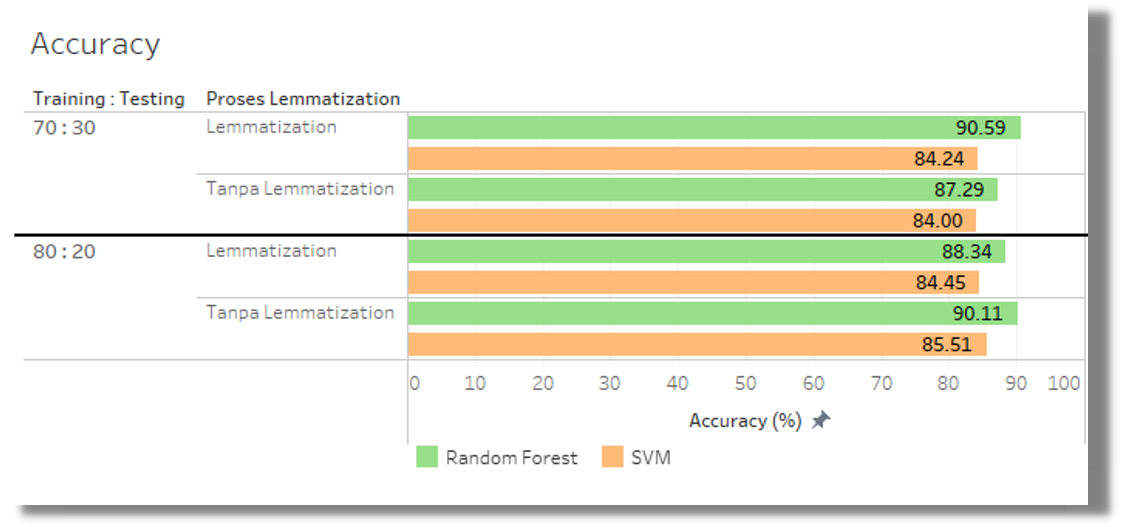 Accuracy
Training : Testing Proses Lemmatization
70 : 30 Lemmatization 90.59
84.24
Tanpa Lemmatization 87.29
84.00
80 : 20 Lemmatization 88.34
84.45
Tanpa Lemmatization 90.11
85.51
0 10 20 30 40 50 60 70 80 90 100
Accuracy (%)
Random Forest SVM